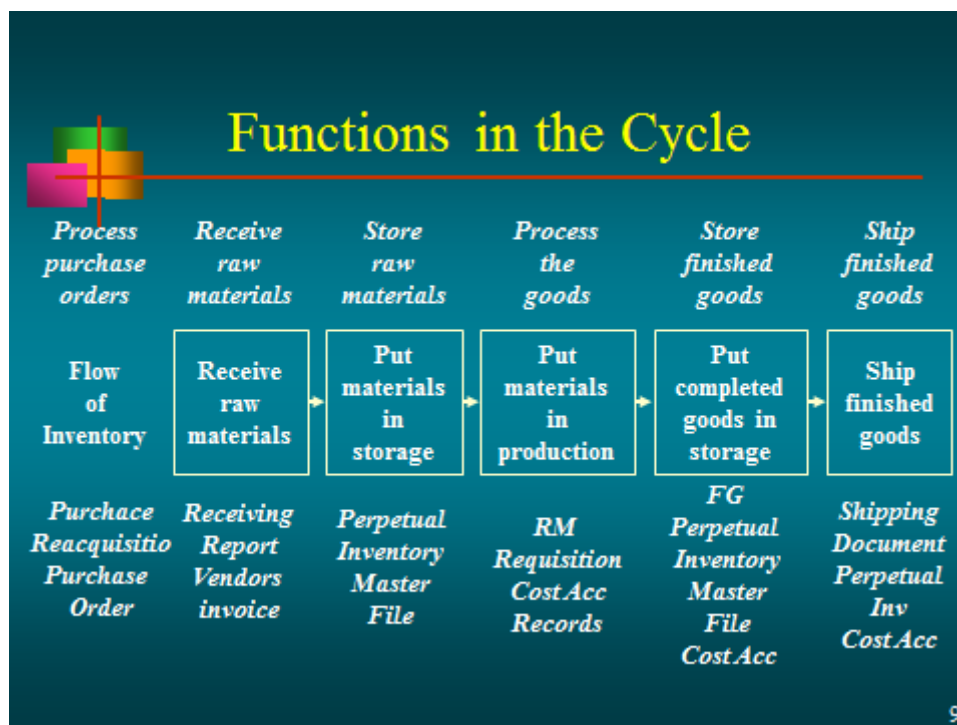 Functions in the Cycle
Process
purchase
orders
Receive
raw
materials
Store
raw
materials
Process
the
goods
Store
finished
goods
Ship
finished
goods
Flow
of
Inventory
Receive
raw
materials
Put
materials
in
storage
Put
materials
in
production
Put
completed
goods in
storage
Ship
finished
goods
Purchace
Reacquisitio
Purchase
Order
Receiving
Report
Vendors
invoice
Perpetual
Inventory
Master
File
RM
Requisition
Cost Acc
Records
FG
Perpetual
Inventory
Master
File
Cost Acc
Shipping
Document
Perpetual
Inv
Cost Acc
9